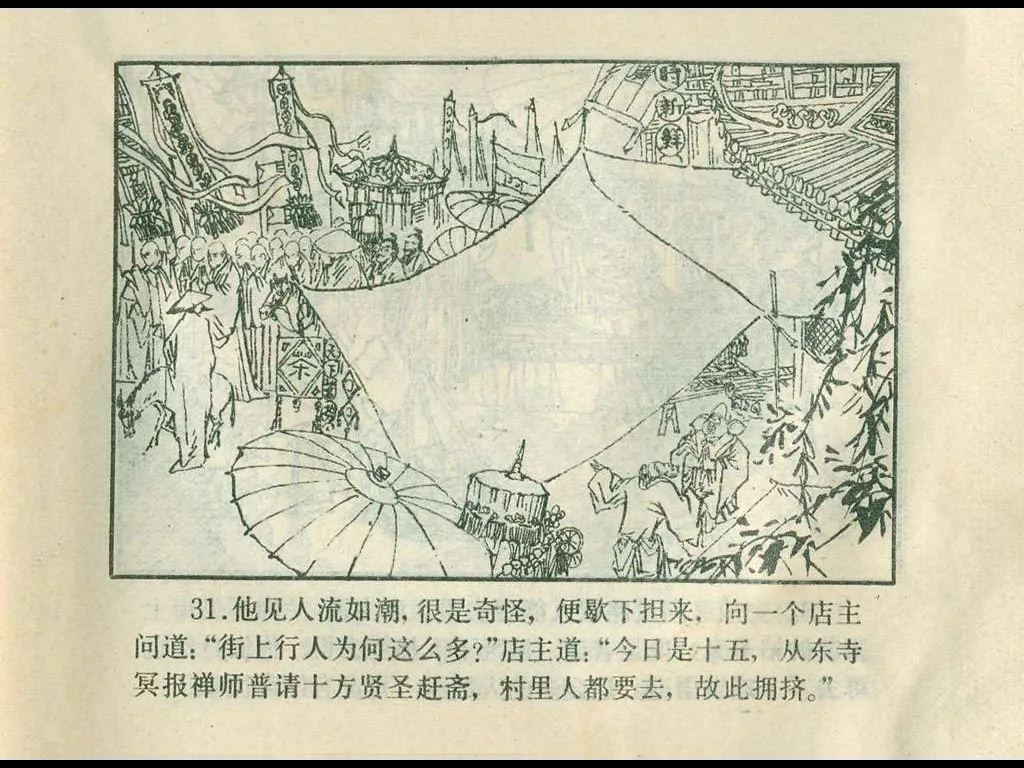 時
新
鲜
茶
31.他见人流如潮,很是奇怪，便歇下担来，向一个店主
问道:“街上行人为何这么多?”店主道:“今日是十五，从东寺
冥报禅师普请十方贤圣赶斋，村里人都要去,故此拥挤。”